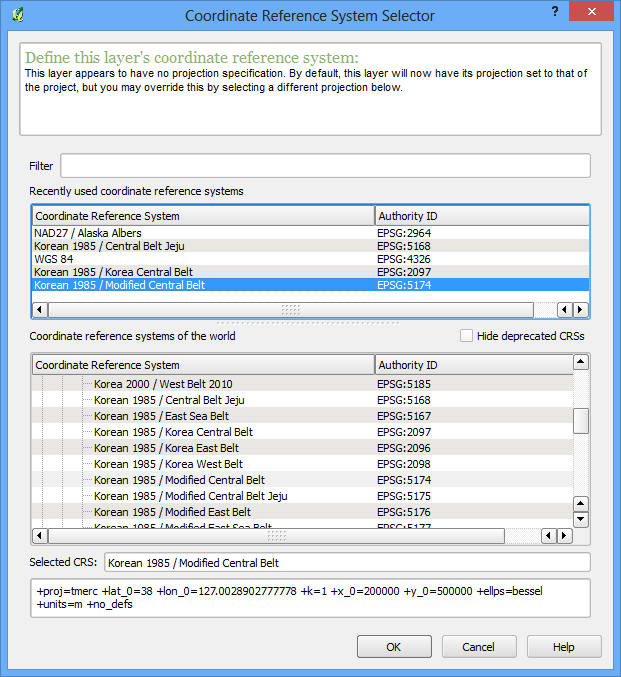 Coordinate Reference System Selector
?
Define this layer's coordinate reference system:
This layer appears to have no projection specification. By default, this layer will now have its projection set to that of
the project, but you may override this by selecting a different projection below.
Filter
Recently used coordinate reference systems
Coordinate Reference System Authority ID
NAD27 / Alaska Albers EPSG:2964
Korean 1985 / Central Belt Jeju EPSG:5168
WGS 84 EPSG:4326
Korean 1985 / Korea Central Belt EPSG:2097
Korean 1985 / Modified Central Belt EPSG:5174
Coordinate reference systems of the world Hide deprecated CRSs
Coordinate Reference System Authority ID
Korea 2000 / West Belt 2010 EPSG:5185
Korean 1985 / Central Belt Jeju EPSG:5168
Korean 1985 / East Sea Belt EPSG:5167
Korean 1985 / Korea Central Belt EPSG:2097
Korean 1985 / Korea East Belt EPSG:2096
Korean 1985 / Korea West Belt EPSG:2098
Korean 1985 / Modified Central Belt EPSG:5174
Korean 1985 / Modified Central Belt Jeju EPSG:5175
Korean 1985 / Modified East Belt EPSG:5176
Korean 1985 / Modified East Sea Belt EPSG:5177
Selected CRS: Korean 1985 / Modified Central Belt
+proj=tmerc +lat_0=38 +lon_0=127.0028902777778 +k=1 +x_0=200000 +y_0=500000 +ellps=bessel
+units=m +no_defs
OK Cancel Help